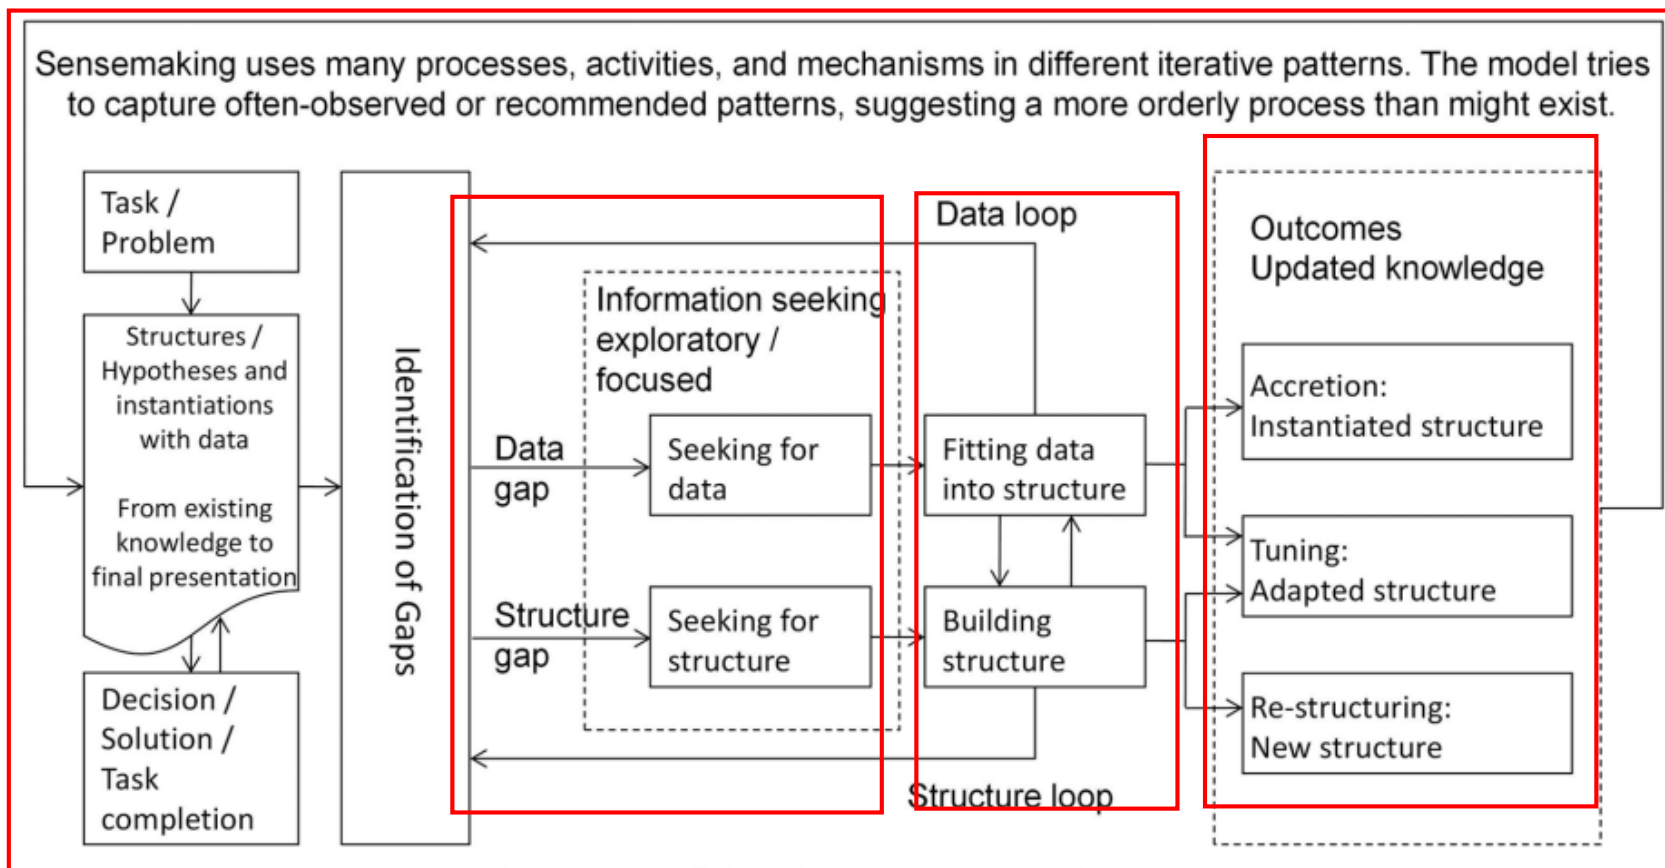 Sensemaking uses many processes, activities, and mechanisms in different iterative patterns. The model tries
to capture often-observed or recommended patterns, suggesting a more orderly process than might exist.
Task /
Problem
Structures /
Hypotheses and
instantiations
with data
From existing
knowledge to
final presentation
Decision /
Solution /
Task
completion
Identification of Gaps
Data
gap
Structure
gap
Information seeking
exploratory /
focused
Seeking for
data
Seeking for
structure
Data loop
Fitting data
into structure
Building
structure
Structure loop
Outcomes
Updated knowledge
Accretion:
Instantiated structure
Tuning:
Adapted structure
Re-structuring:
New structure